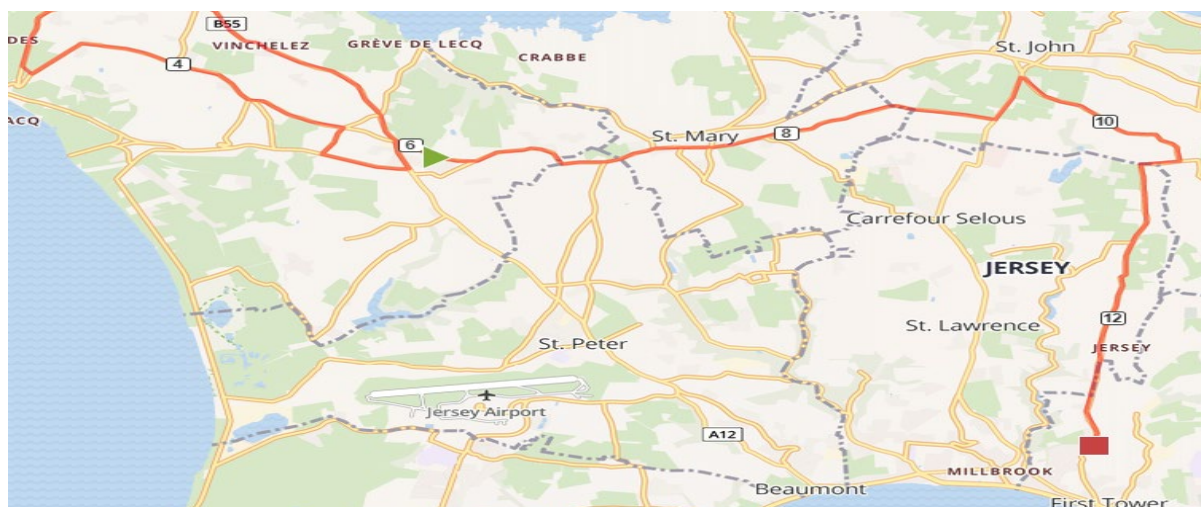 B55
DES
VINCHELEZ
GRÈVE DE LECQ
CRABBE
St. John
4
ACQ
6
St. Mary
8
10
Carrefour Selous
JERSEY
12
St. Lawrence
JERSEY
St. Peter
Jersey Airport
A12
MILLBROOK
Beaumont
First Tower